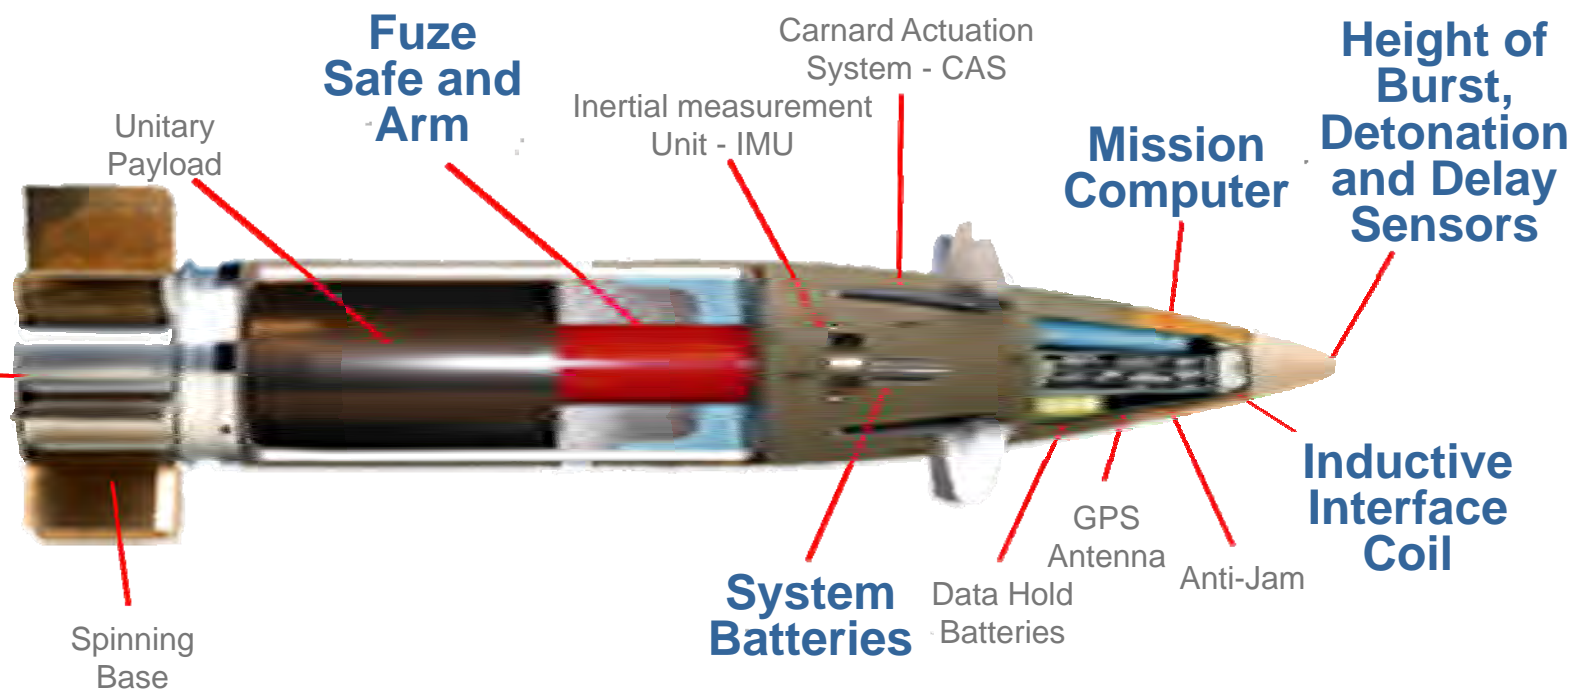 Fuze
Safe and
Arm
Carnard Actuation
System - CAS
Height of
Burst,
Detonation
and Delay
Sensors
Inertial measurement
Unit - IMU
Unitary
Payload
Mission
Computer
Inductive
Interface
Coil
GPS
Antenna
Anti-Jam
System
Batteries
Data Hold
Batteries
Spinning
Base